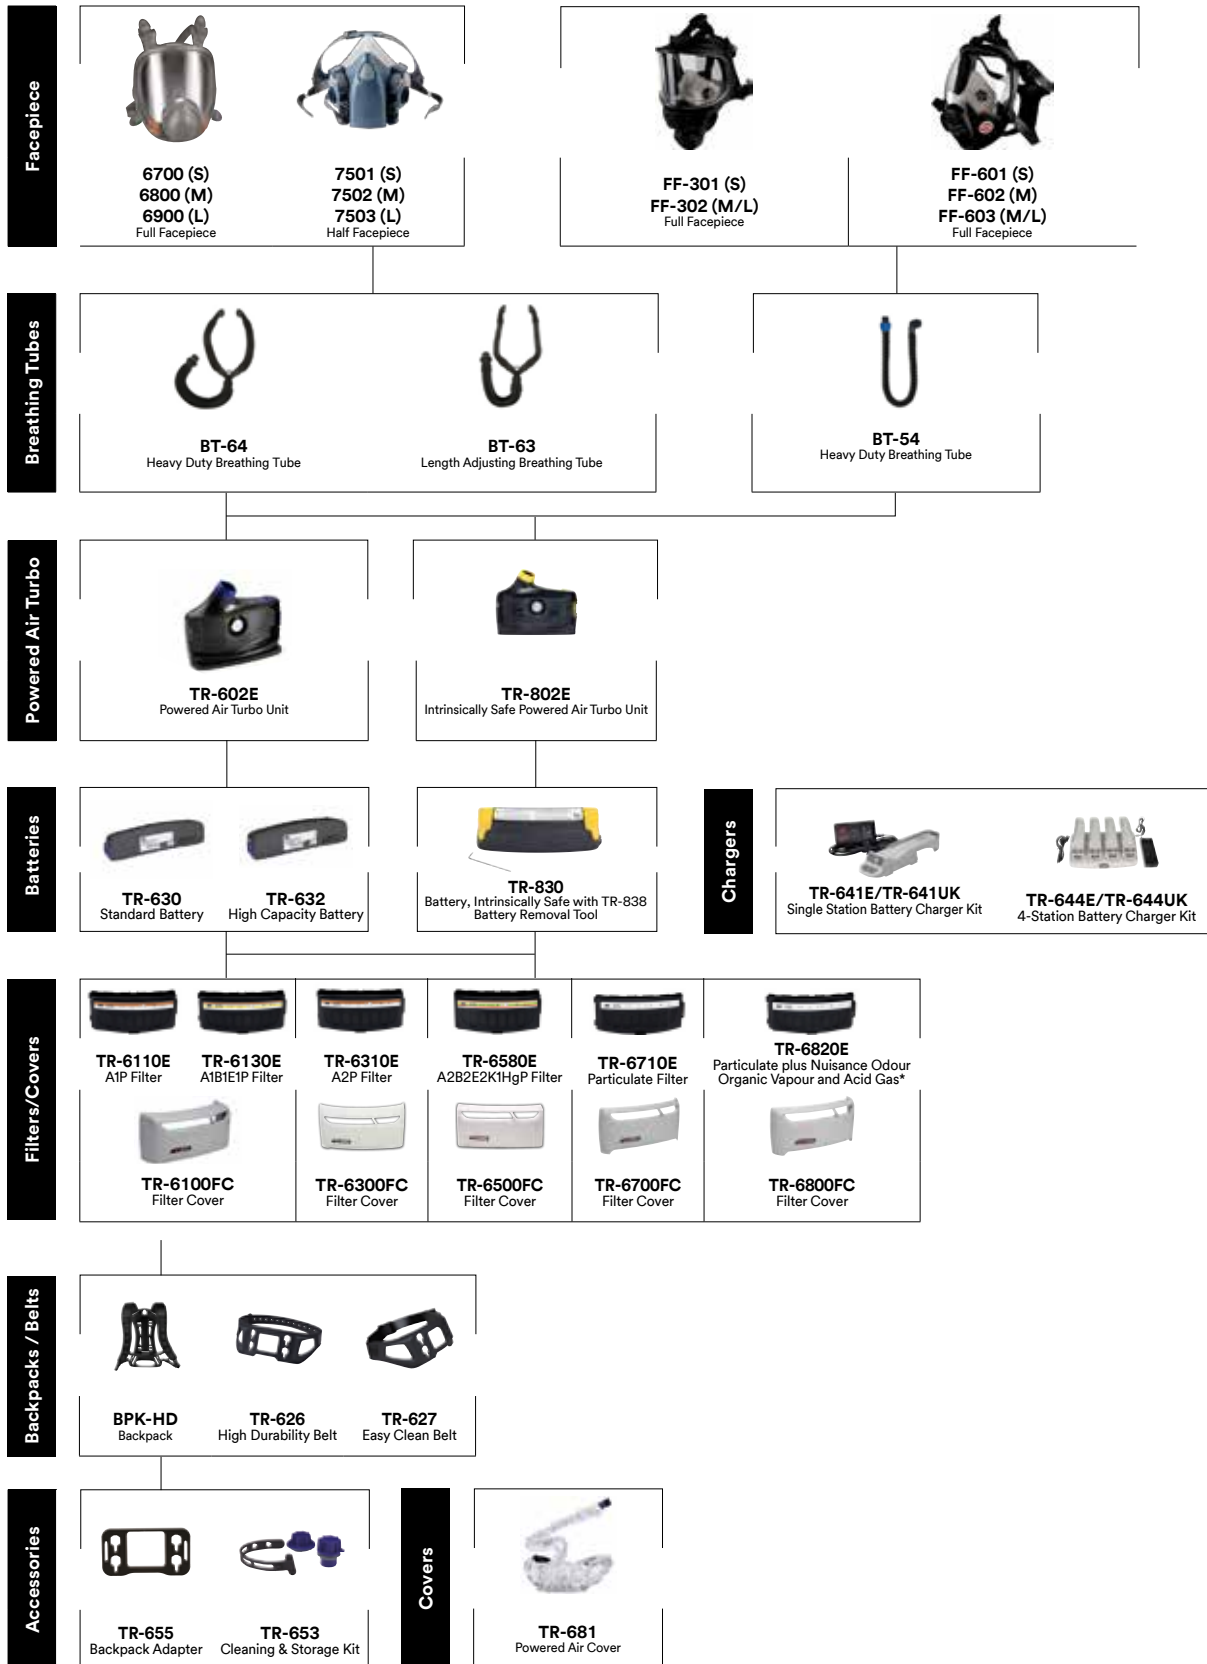 Facepiece
6700 (S)
6800 (M)
6900 (L)
Full Facepiece
7501 (S)
7502 (M)
7503 (L)
Half Facepiece
FF-301 (S)
FF-302 (M/L)
Full Facepiece
FF-601 (S)
FF-602 (M)
FF-603 (M/L)
Full Facepiece
Breathing Tubes
BT-64
Heavy Duty Breathing Tube
BT-63
Length Adjusting Breathing Tube
BT-54
Heavy Duty Breathing Tube
Powered Air Turbo
TR-602E
Powered Air Turbo Unit
TR-802E
Intrinsically Safe Powered Air Turbo Unit
Batteries
TR-630
Standard Battery
TR-632
High Capacity Battery
TR-830
Battery, Intrinsically Safe with TR-838
Battery Removal Tool
Chargers
TR-641E/TR-641UK
Single Station Battery Charger Kit
TR-644E/TR-644UK
4-Station Battery Charger Kit
Filters/Covers
TR-6110E
A1P Filter
TR-6130E
A1B1E1P Filter
TR-6310E
A2P Filter
TR-6580E
A2B2E2K1HgP Filter
TR-6710E
Particulate Filter
TR-6820E
Particulate plus Nuisance Odour
Organic Vapour and Acid Gas*
TR-6100FC
Filter Cover
TR-6300FC
Filter Cover
TR-6500FC
Filter Cover
TR-6700FC
Filter Cover
TR-6800FC
Filter Cover
Backpacks / Belts
BPK-HD
Backpack
TR-626
High Durability Belt
TR-627
Easy Clean Belt
Accessories
TR-655
Backpack Adapter
TR-653
Cleaning & Storage Kit
Covers
TR-681
Powered Air Cover